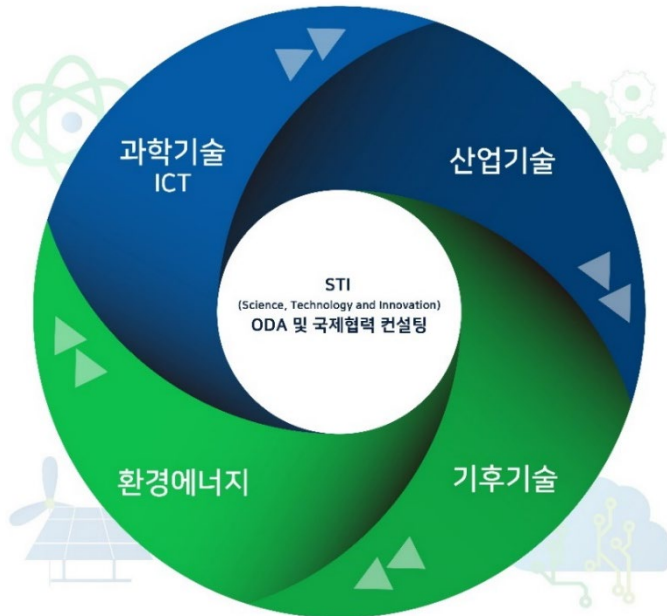 과학기술
ICT
산업기술
STI
(Science, Technology and Innovation)
ODA 및 국제협력 컨설팅
환경에너지
기후기술